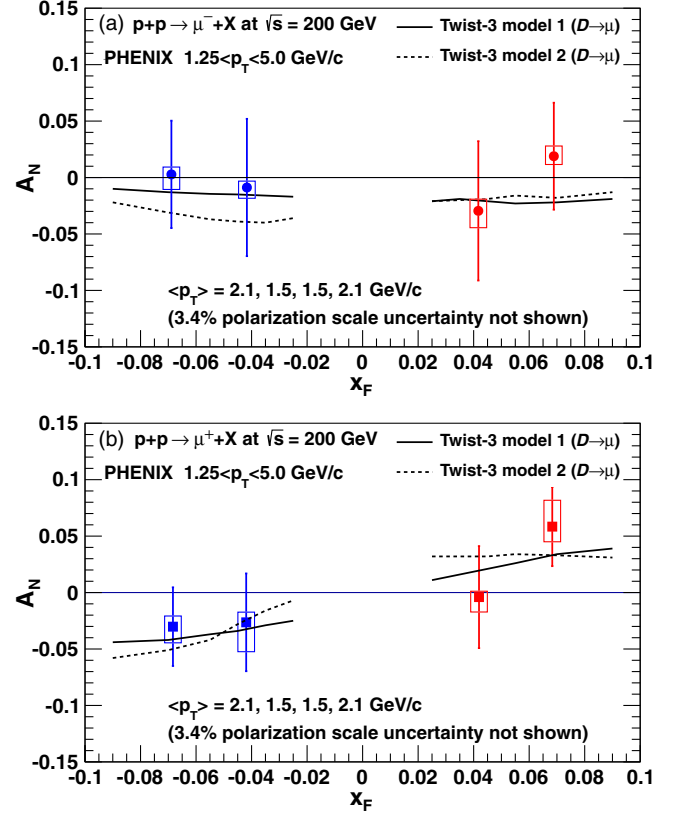 (a) p+p → μ⁻+X at √s = 200 GeV
PHENIX 1.25<p_T<5.0 GeV/c
Twist-3 model 1 (D→μ)
Twist-3 model 2 (D→μ)
0.15
0.1
0.05
0
-0.05
-0.1
-0.15
A_N
<p_T> = 2.1, 1.5, 1.5, 2.1 GeV/c
(3.4% polarization scale uncertainty not shown)
-0.1 -0.08 -0.06 -0.04 -0.02 0 0.02 0.04 0.06 0.08 0.1
x_F
(b) p+p → μ⁺+X at √s = 200 GeV
PHENIX 1.25<p_T<5.0 GeV/c
Twist-3 model 1 (D→μ)
Twist-3 model 2 (D→μ)
0.15
0.1
0.05
0
-0.05
-0.1
-0.15
A_N
<p_T> = 2.1, 1.5, 1.5, 2.1 GeV/c
(3.4% polarization scale uncertainty not shown)
-0.1 -0.08 -0.06 -0.04 -0.02 0 0.02 0.04 0.06 0.08 0.1
x_F